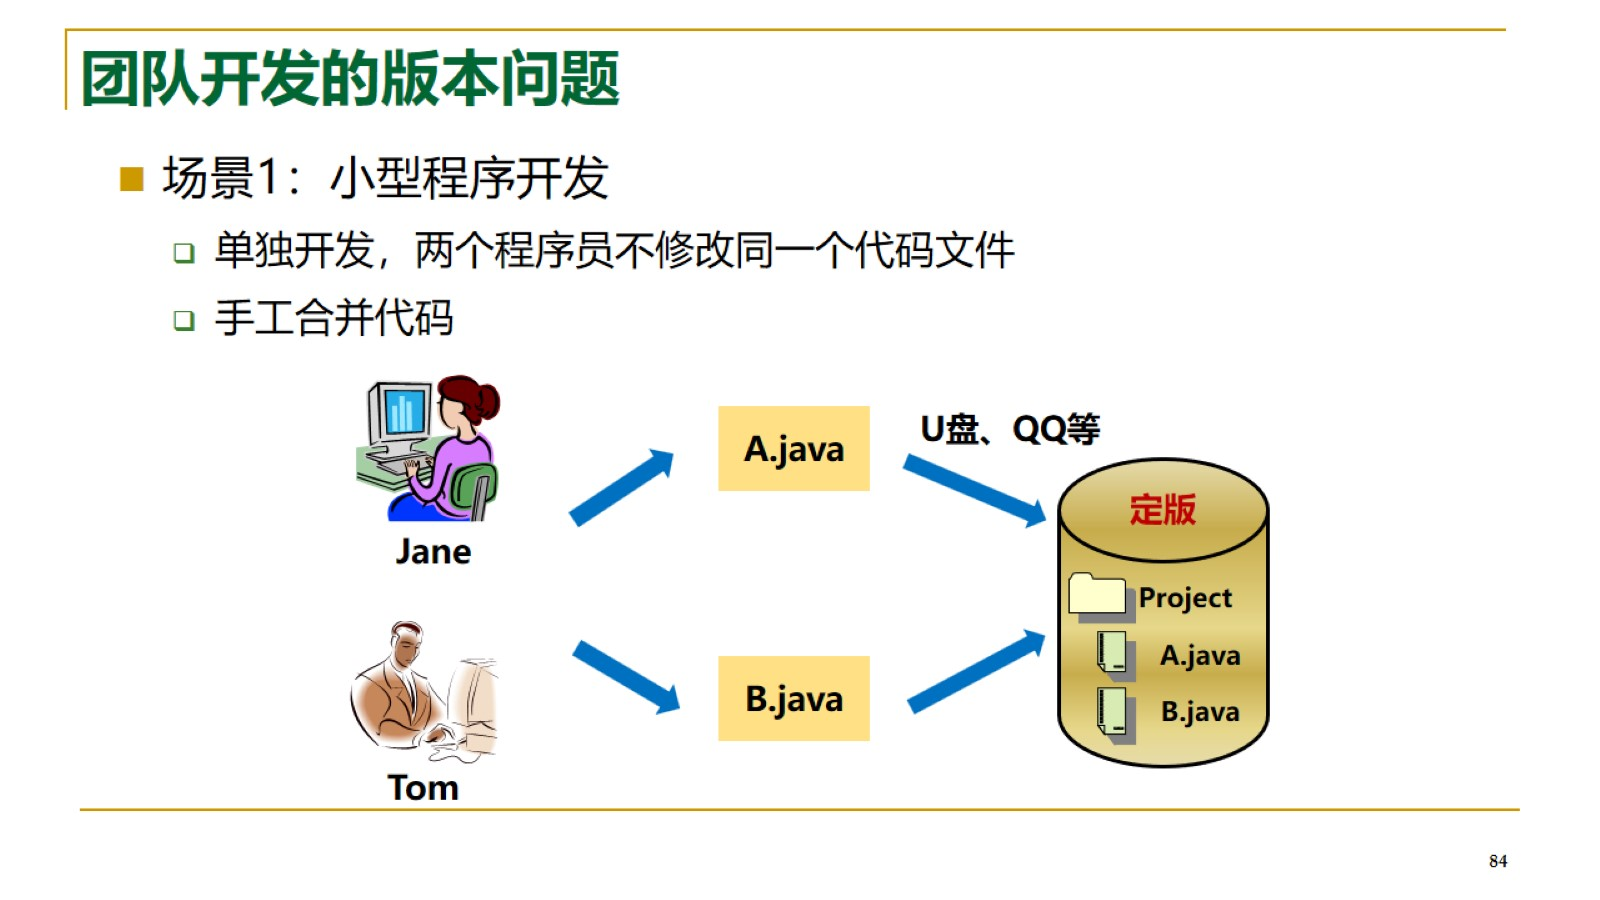 团队开发的版本问题
场景1：小型程序开发
单独开发，两个程序员不修改同一个代码文件
手工合并代码
Jane
A.java
U盘、QQ等
定版
Project
A.java
B.java
B.java
Tom
84